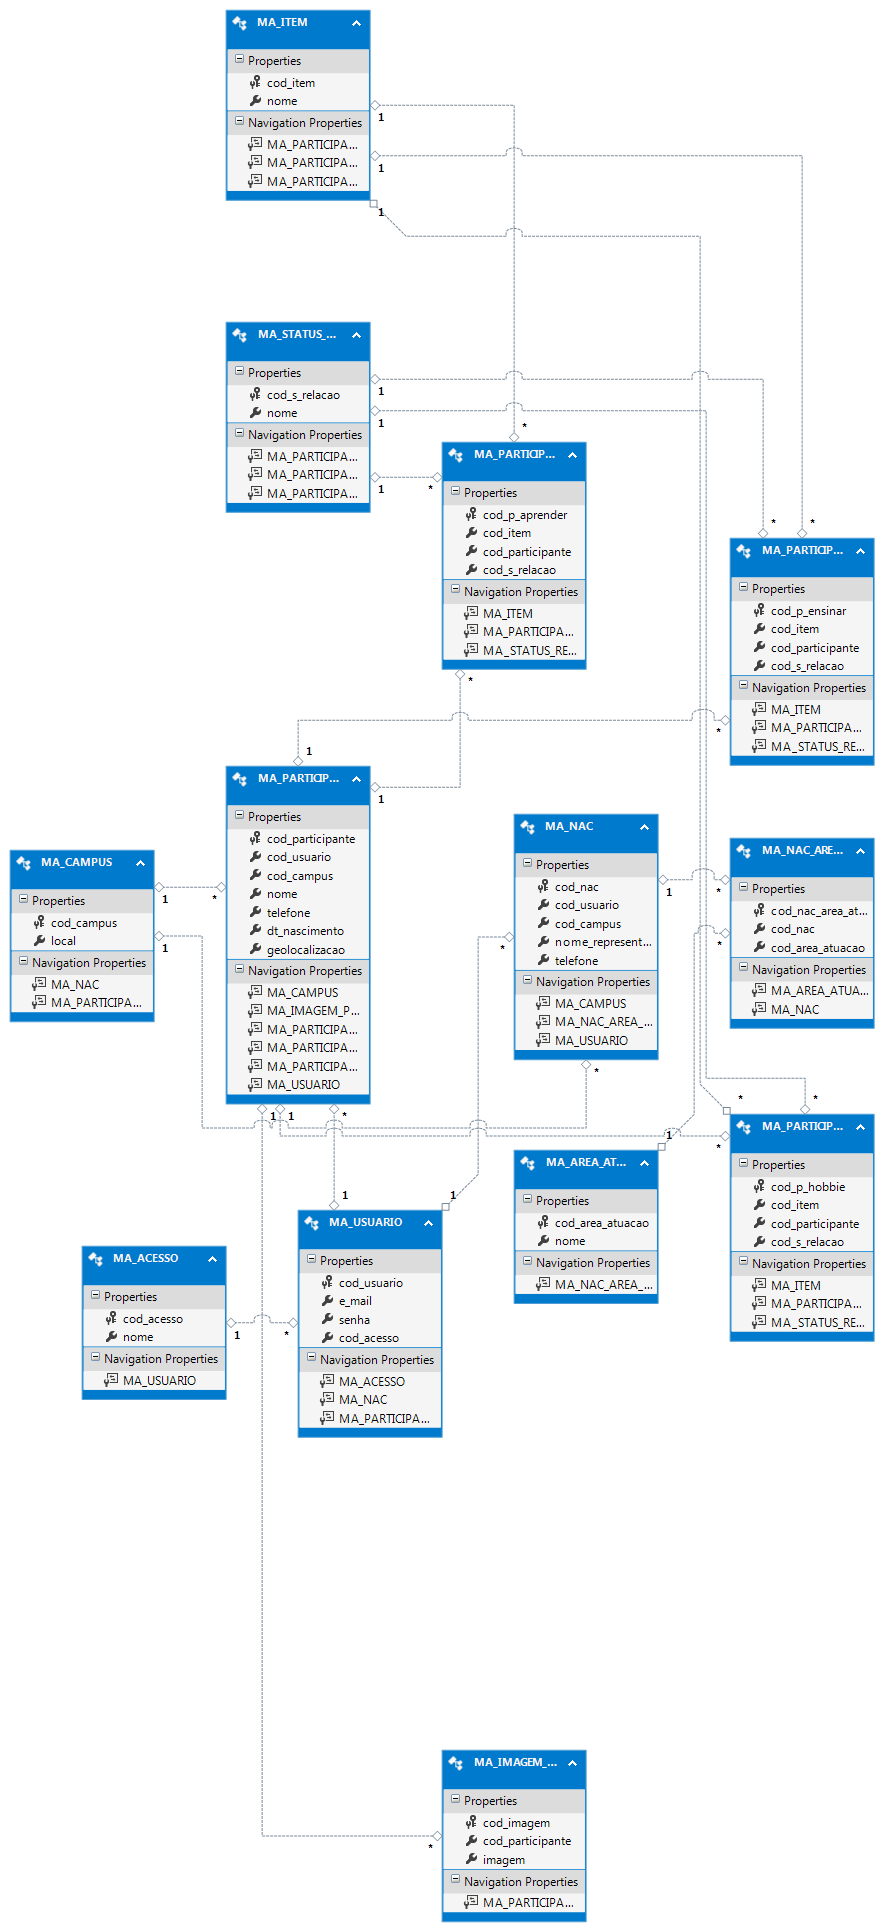 MA_ITEM
Properties
cod_item
nome
Navigation Properties
MA_PARTICIPA...
MA_PARTICIPA...
MA_PARTICIPA...
1
1
1
MA_STATUS_...
Properties
cod_s_relacao
nome
Navigation Properties
MA_PARTICIPA...
MA_PARTICIPA...
MA_PARTICIPA...
1
1
1
*
*
MA_PARTICIP...
Properties
cod_p_aprender
cod_item
cod_participante
cod_s_relacao
Navigation Properties
MA_ITEM
MA_PARTICIPA...
MA_STATUS_RE...
*
*
*
MA_PARTICIP...
Properties
cod_p_ensinar
cod_item
cod_participante
cod_s_relacao
Navigation Properties
MA_ITEM
MA_PARTICIPA...
MA_STATUS_RE...
*
1
1
MA_PARTICIP...
Properties
cod_participante
cod_usuario
cod_campus
nome
telefone
dt_nascimento
geolocalizacao
Navigation Properties
MA_CAMPUS
MA_IMAGEM_P...
MA_PARTICIPA...
MA_PARTICIPA...
MA_PARTICIPA...
MA_USUARIO
MA_CAMPUS
Properties
cod_campus
local
Navigation Properties
MA_NAC
MA_PARTICIPA...
1
*
1
MA_NAC
Properties
cod_nac
cod_usuario
cod_campus
nome_represent...
telefone
Navigation Properties
MA_CAMPUS
MA_NAC_AREA_...
MA_USUARIO
*
*
1
*
*
MA_NAC_ARE...
Properties
cod_nac_area_at...
cod_nac
cod_area_atuacao
Navigation Properties
MA_AREA_ATUA...
MA_NAC
1
1
*
1
*
*
*
1
MA_AREA_AT...
Properties
cod_area_atuacao
nome
Navigation Properties
MA_NAC_AREA_...
MA_PARTICIP...
Properties
cod_p_hobbie
cod_item
cod_participante
cod_s_relacao
Navigation Properties
MA_ITEM
MA_PARTICIPA...
MA_STATUS_RE...
1
MA_USUARIO
Properties
cod_usuario
e_mail
senha
cod_acesso
Navigation Properties
MA_ACESSO
MA_NAC
MA_PARTICIPA...
MA_ACESSO
Properties
cod_acesso
nome
Navigation Properties
MA_USUARIO
1
*
MA_IMAGEM_...
Properties
cod_imagem
cod_participante
imagem
Navigation Properties
MA_PARTICIPA...
*